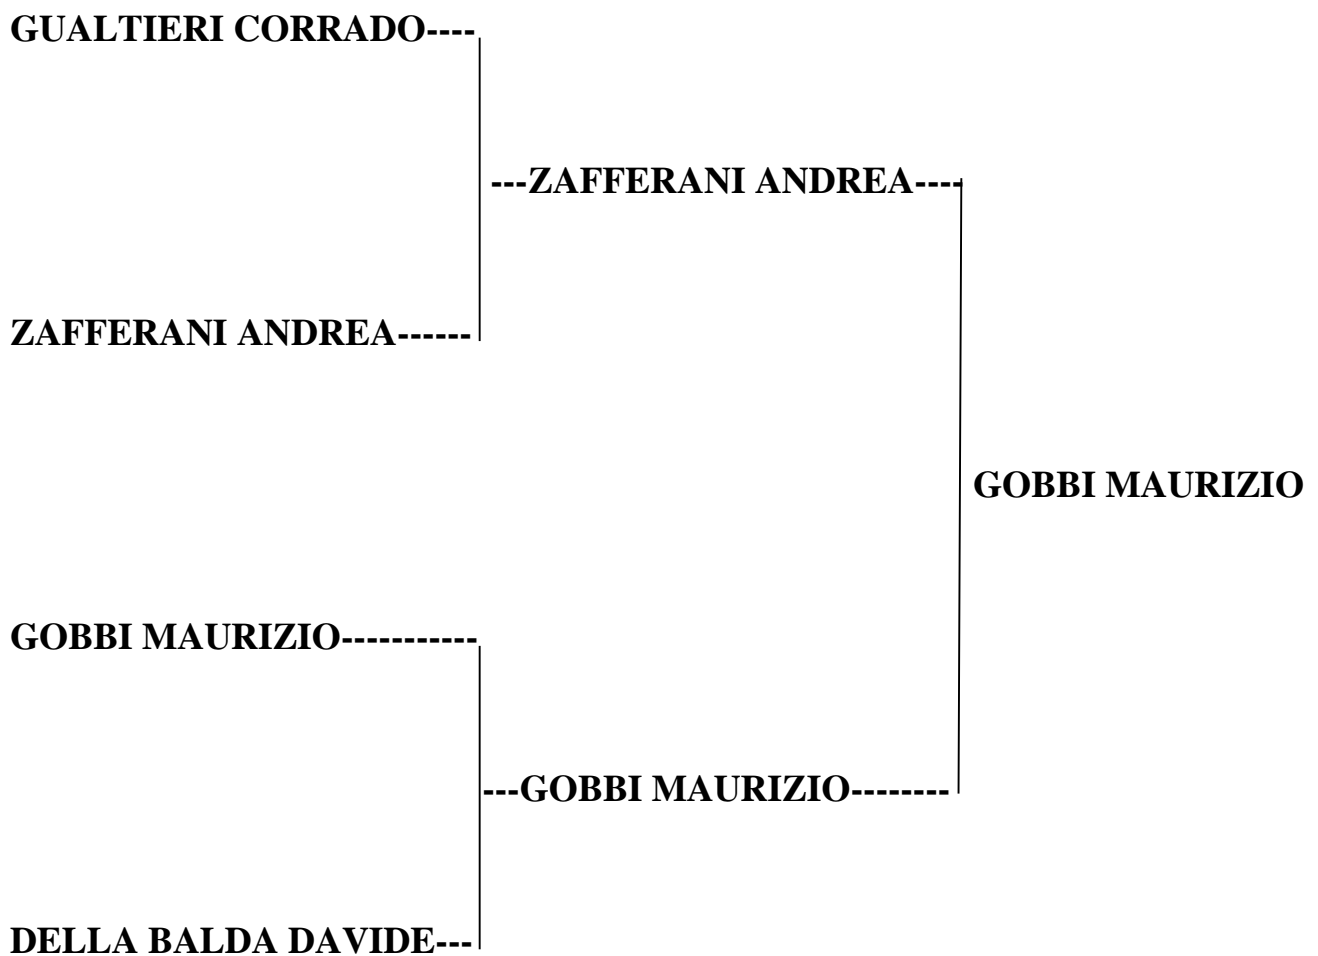 GUALTIERI CORRADO----
---ZAFFERANI ANDREA----
ZAFFERANI ANDREA------
GOBBI MAURIZIO
GOBBI MAURIZIO-----------
---GOBBI MAURIZIO--------
DELLA BALDA DAVIDE---